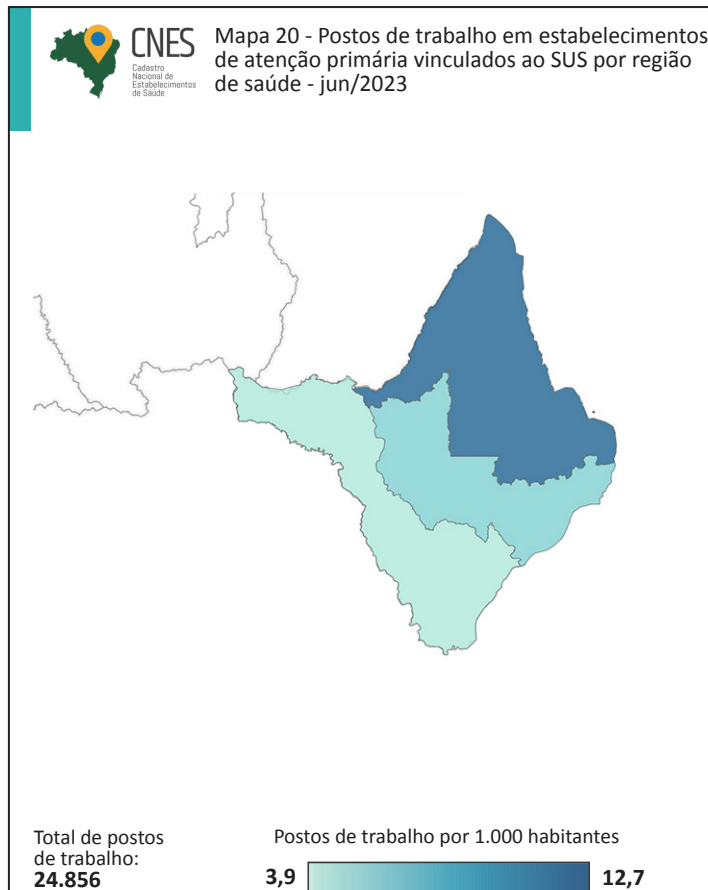 CNES
Cadastro
Nacional de
Estabelecimentos
de Saúde
Mapa 20 - Postos de trabalho em estabelecimentos
de atenção primária vinculados ao SUS por região
de saúde - jun/2023
Total de postos
de trabalho:
24.856
Postos de trabalho por 1.000 habitantes
3,9
12,7